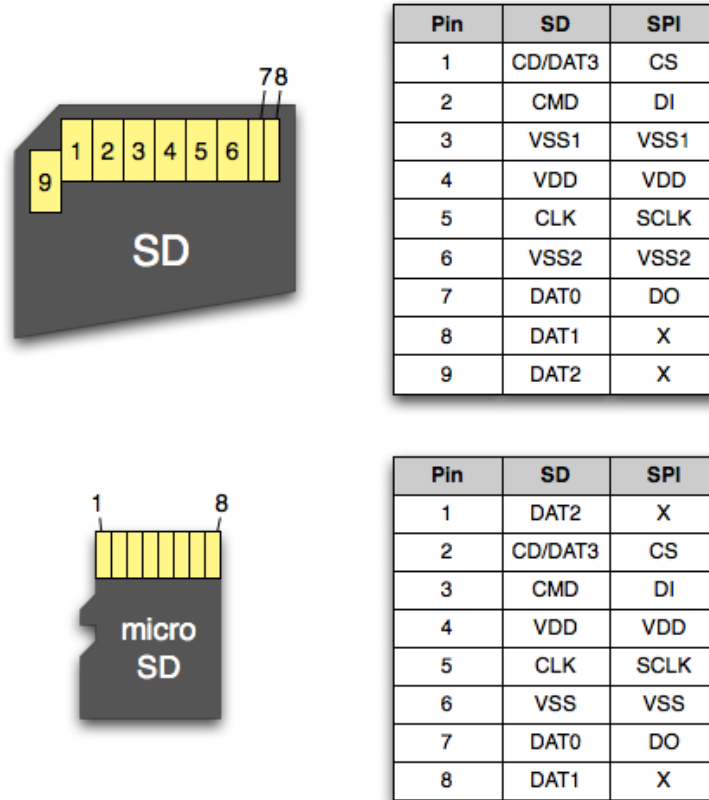 78
1 2 3 4 5 6
9
SD
Pin SD SPI
1 CD/DAT3 CS
2 CMD DI
3 VSS1 VSS1
4 VDD VDD
5 CLK SCLK
6 VSS2 VSS2
7 DAT0 DO
8 DAT1 X
9 DAT2 X
1 8
micro
SD
Pin SD SPI
1 DAT2 X
2 CD/DAT3 CS
3 CMD DI
4 VDD VDD
5 CLK SCLK
6 VSS VSS
7 DAT0 DO
8 DAT1 X